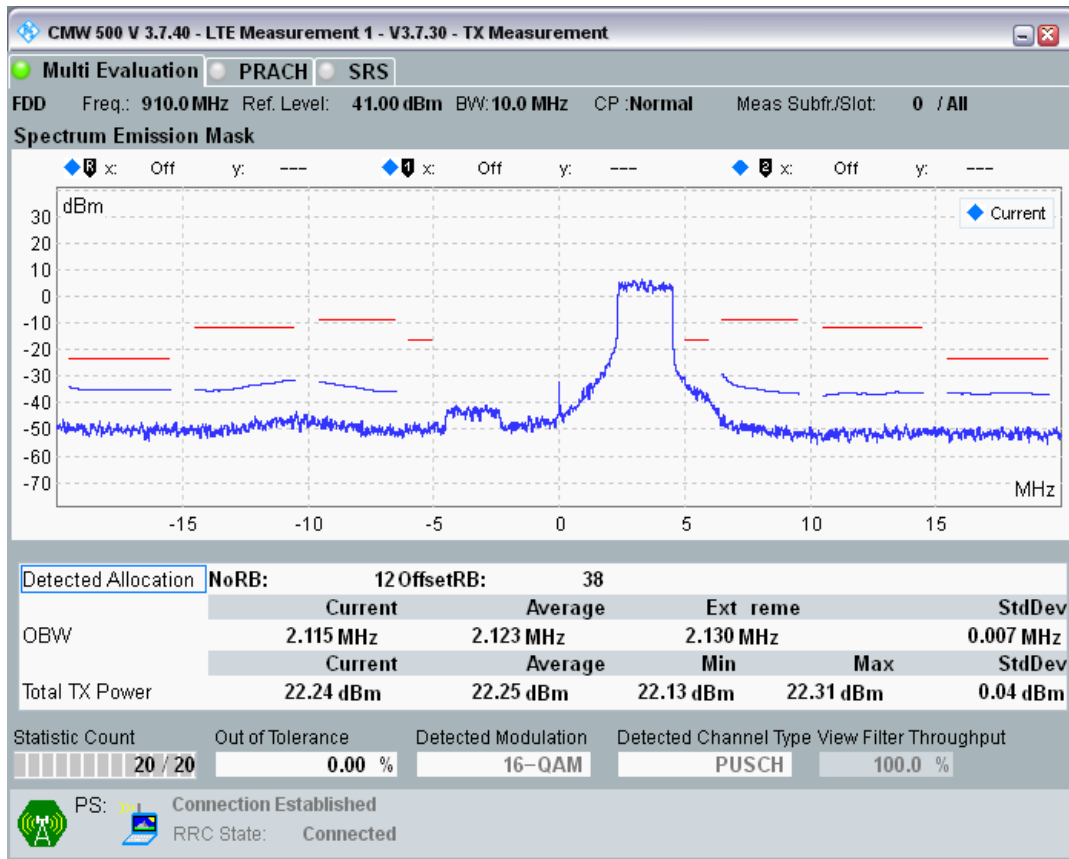 CMW 500 V 3.7.40 - LTE Measurement 1 - V3.7.30 - TX Measurement
Multi Evaluation PRACH SRS
FDD Freq.: 910.0 MHz Ref. Level: 41.00 dBm BW: 10.0 MHz CP :Normal Meas Subfr./Slot: 0 / All
Spectrum Emission Mask
R x: Off y: --- 1 x: Off y: --- 2 x: Off y: ---
dBm
Current
30
20
10
0
-10
-20
-30
-40
-50
-60
-70
MHz
-15 -10 -5 0 5 10 15
Detected Allocation NoRB: 12 OffsetRB: 38
Current Average Ext reme StdDev
OBW 2.115 MHz 2.123 MHz 2.130 MHz 0.007 MHz
Current Average Min Max StdDev
Total TX Power 22.24 dBm 22.25 dBm 22.13 dBm 22.31 dBm 0.04 dBm
Statistic Count Out of Tolerance Detected Modulation Detected Channel Type View Filter Throughput
20 / 20 0.00 % 16-QAM PUSCH 100.0 %
PS: Connection Established
RRC State: Connected